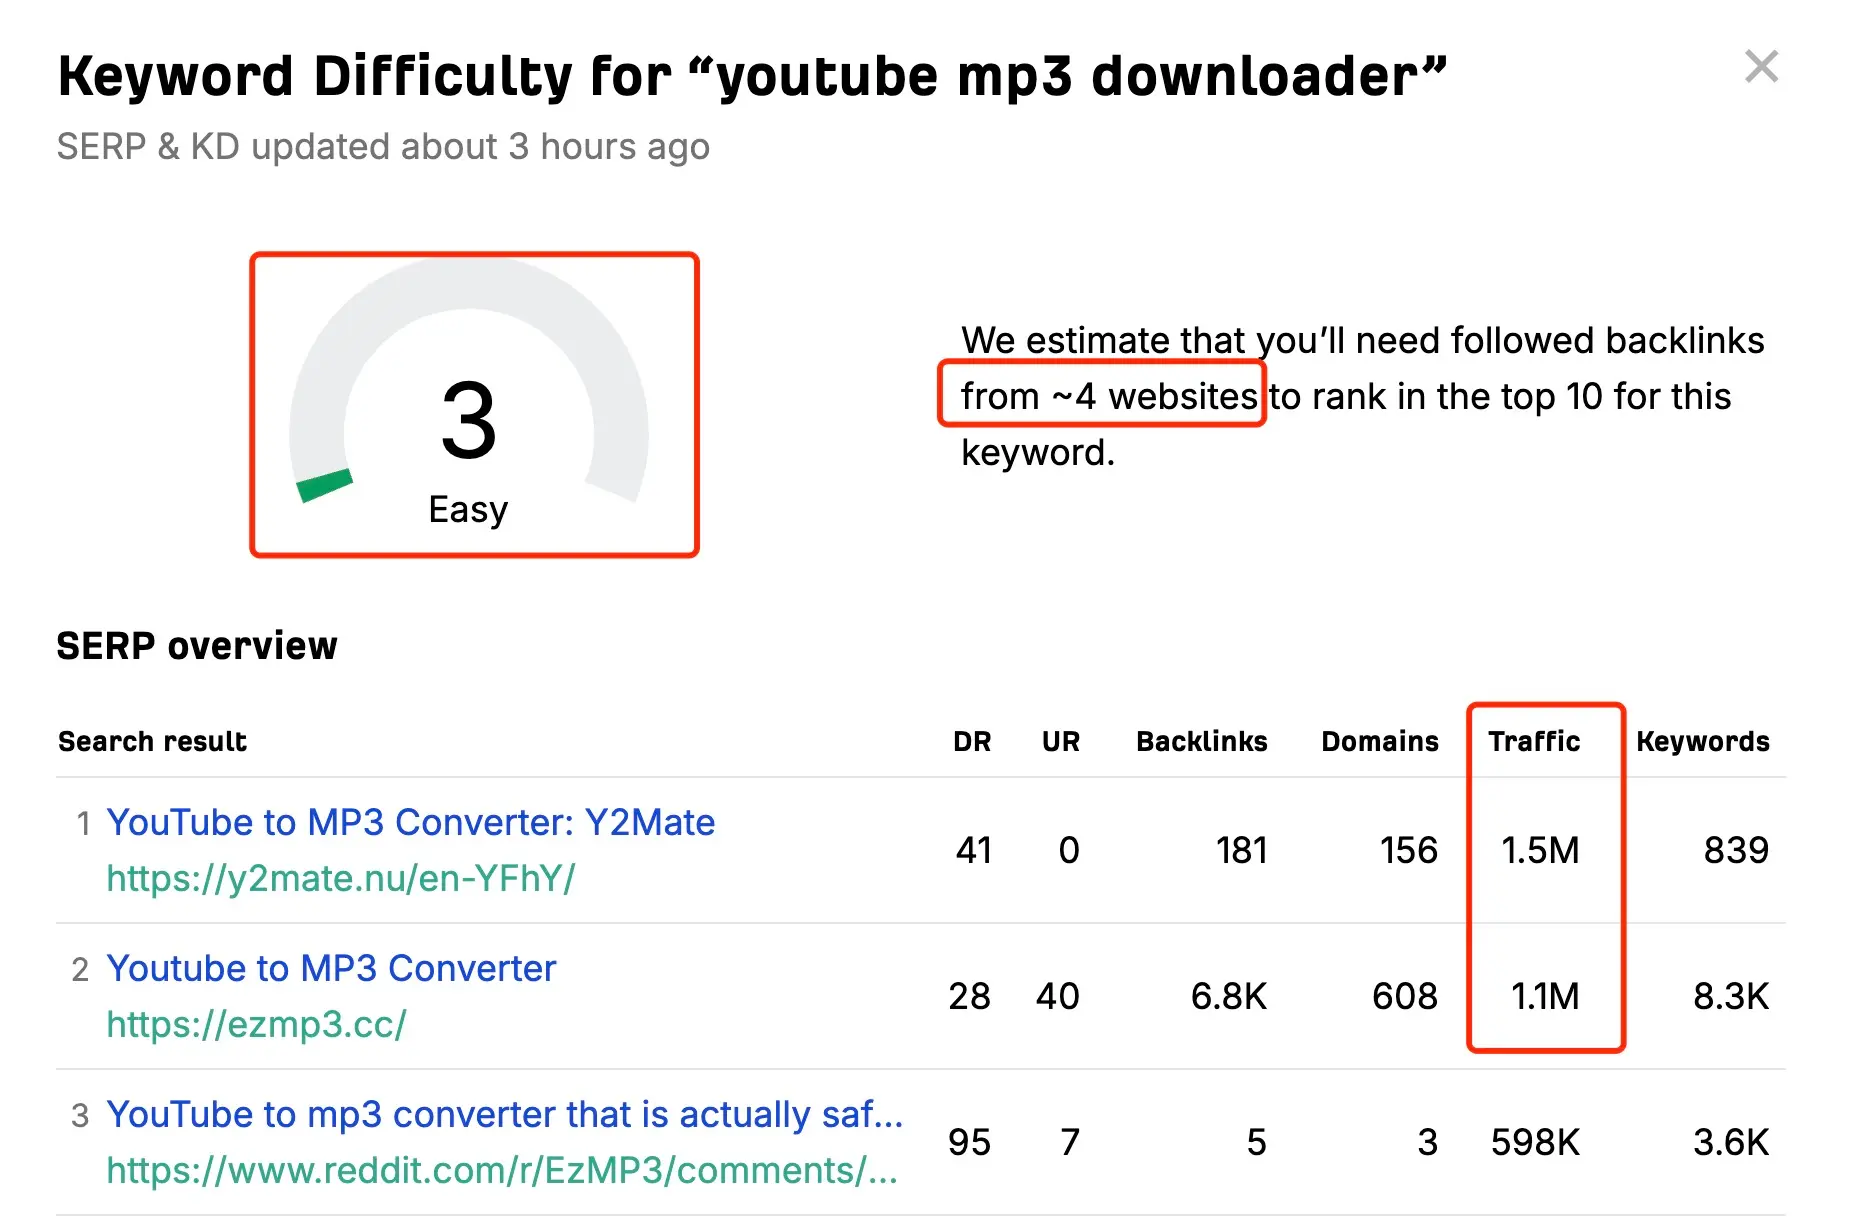 Keyword Difficulty for “youtube mp3 downloader”
SERP & KD updated about 3 hours ago
3
Easy
We estimate that you’ll need followed backlinks
from ~4 websites to rank in the top 10 for this
keyword.
SERP overview
Search result DR UR Backlinks Domains Traffic Keywords
1 YouTube to MP3 Converter: Y2Mate
https://y2mate.nu/en-YFhY/
41 0 181 156 1.5M 839
2 Youtube to MP3 Converter
https://ezmp3.cc/
28 40 6.8K 608 1.1M 8.3K
3 YouTube to mp3 converter that is actually saf...
https://www.reddit.com/r/EzMP3/comments/...
95 7 5 3 598K 3.6K